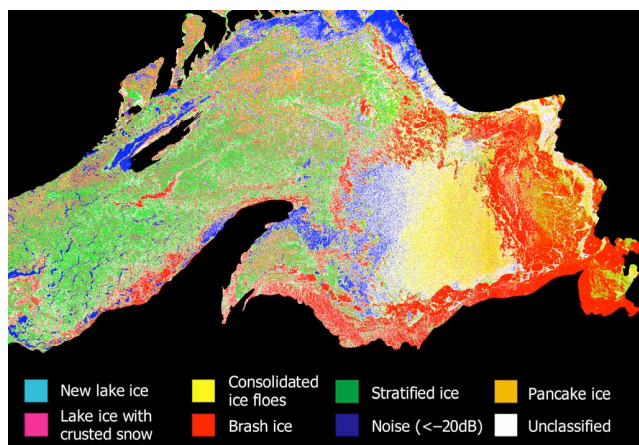 New lake ice
Consolidated
ice floes
Stratified ice
Pancake ice
Lake ice with
crusted snow
Brash ice
Noise (<–20dB)
Unclassified